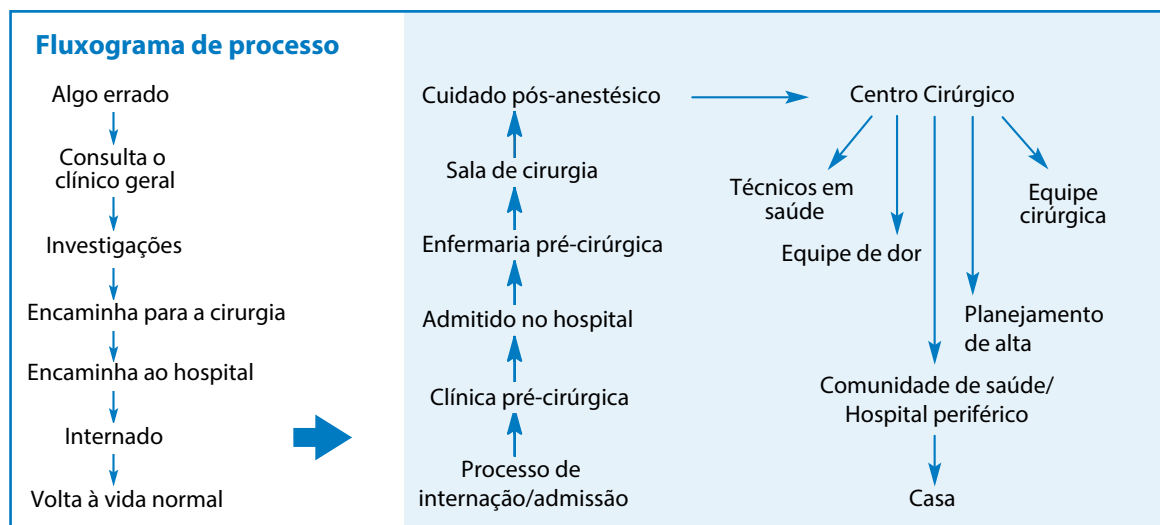 Fluxograma de processo
Algo errado
Consulta o
clínico geral
Investigações
Encaminha para a cirurgia
Encaminha ao hospital
Internado
Volta à vida normal
Cuidado pós-anestésico
Sala de cirurgia
Enfermaria pré-cirúrgica
Admitido no hospital
Clínica pré-cirúrgica
Processo de
internação/admissão
Centro Cirúrgico
Técnicos em
saúde
Equipe de dor
Equipe
cirúrgica
Planejamento
de alta
Comunidade de saúde/
Hospital periférico
Casa